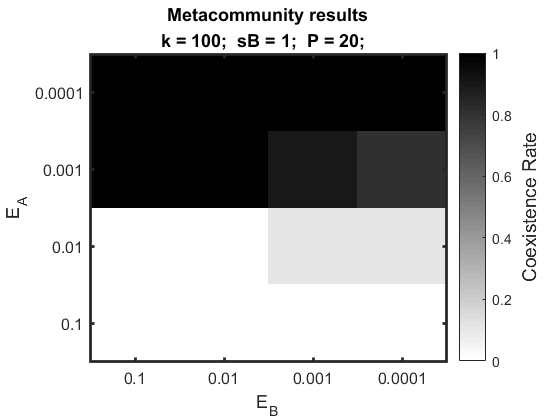 Metacommunity results
k = 100;  sB = 1;  P = 20;
0.0001
0.001
0.01
0.1
E_A
0.1
0.01
0.001
0.0001
E_B
1
0.8
0.6
0.4
0.2
0
Coexistence Rate